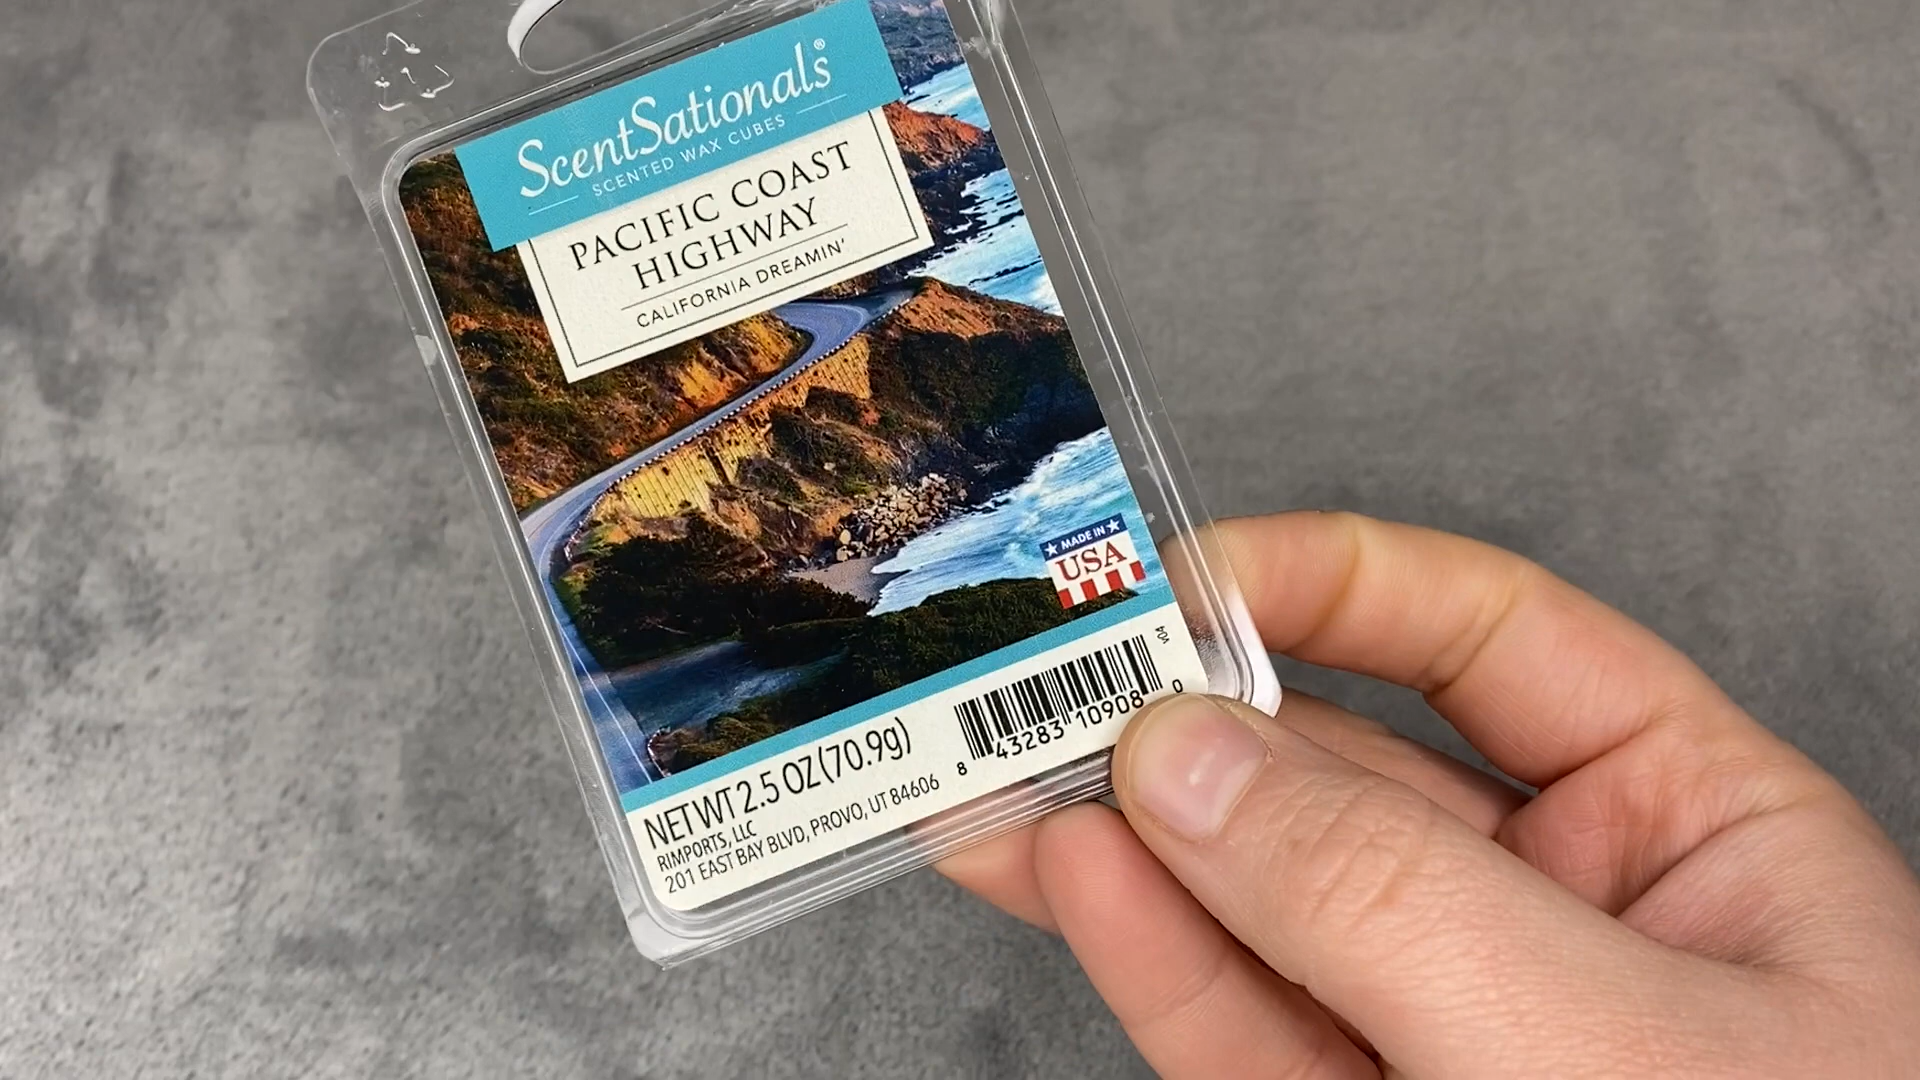 ScentSationals®
SCENTED WAX CUBES
PACIFIC COAST
HIGHWAY
CALIFORNIA DREAMIN'
MADE IN
USA
V04
8 43283 10908 0
NET WT 2.5 OZ (70.9g)
RIMPORTS, LLC
201 EAST BAY BLVD, PROVO, UT 84606
1